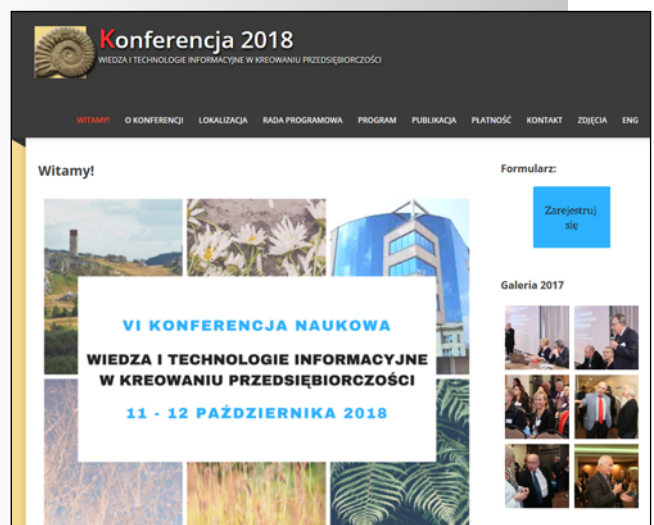 Konferencja 2018
WIEDZA I TECHNOLOGIE INFORMACYJNE W KREOWANIU PRZEDSIĘBIORCZOŚCI
WITAMY! O KONFERENCJI LOKALIZACJA RADA PROGRAMOWA PROGRAM PUBLIKACJA PŁATNOŚĆ KONTAKT ZDJĘCIA ENG
Witamy!
VI KONFERENCJA NAUKOWA
WIEDZA I TECHNOLOGIE INFORMACYJNE
W KREOWANIU PRZEDSIĘBIORCZOŚCI
11 - 12 PAŹDZIERNIKA 2018
Formularz:
Zarejestruj
się
Galeria 2017